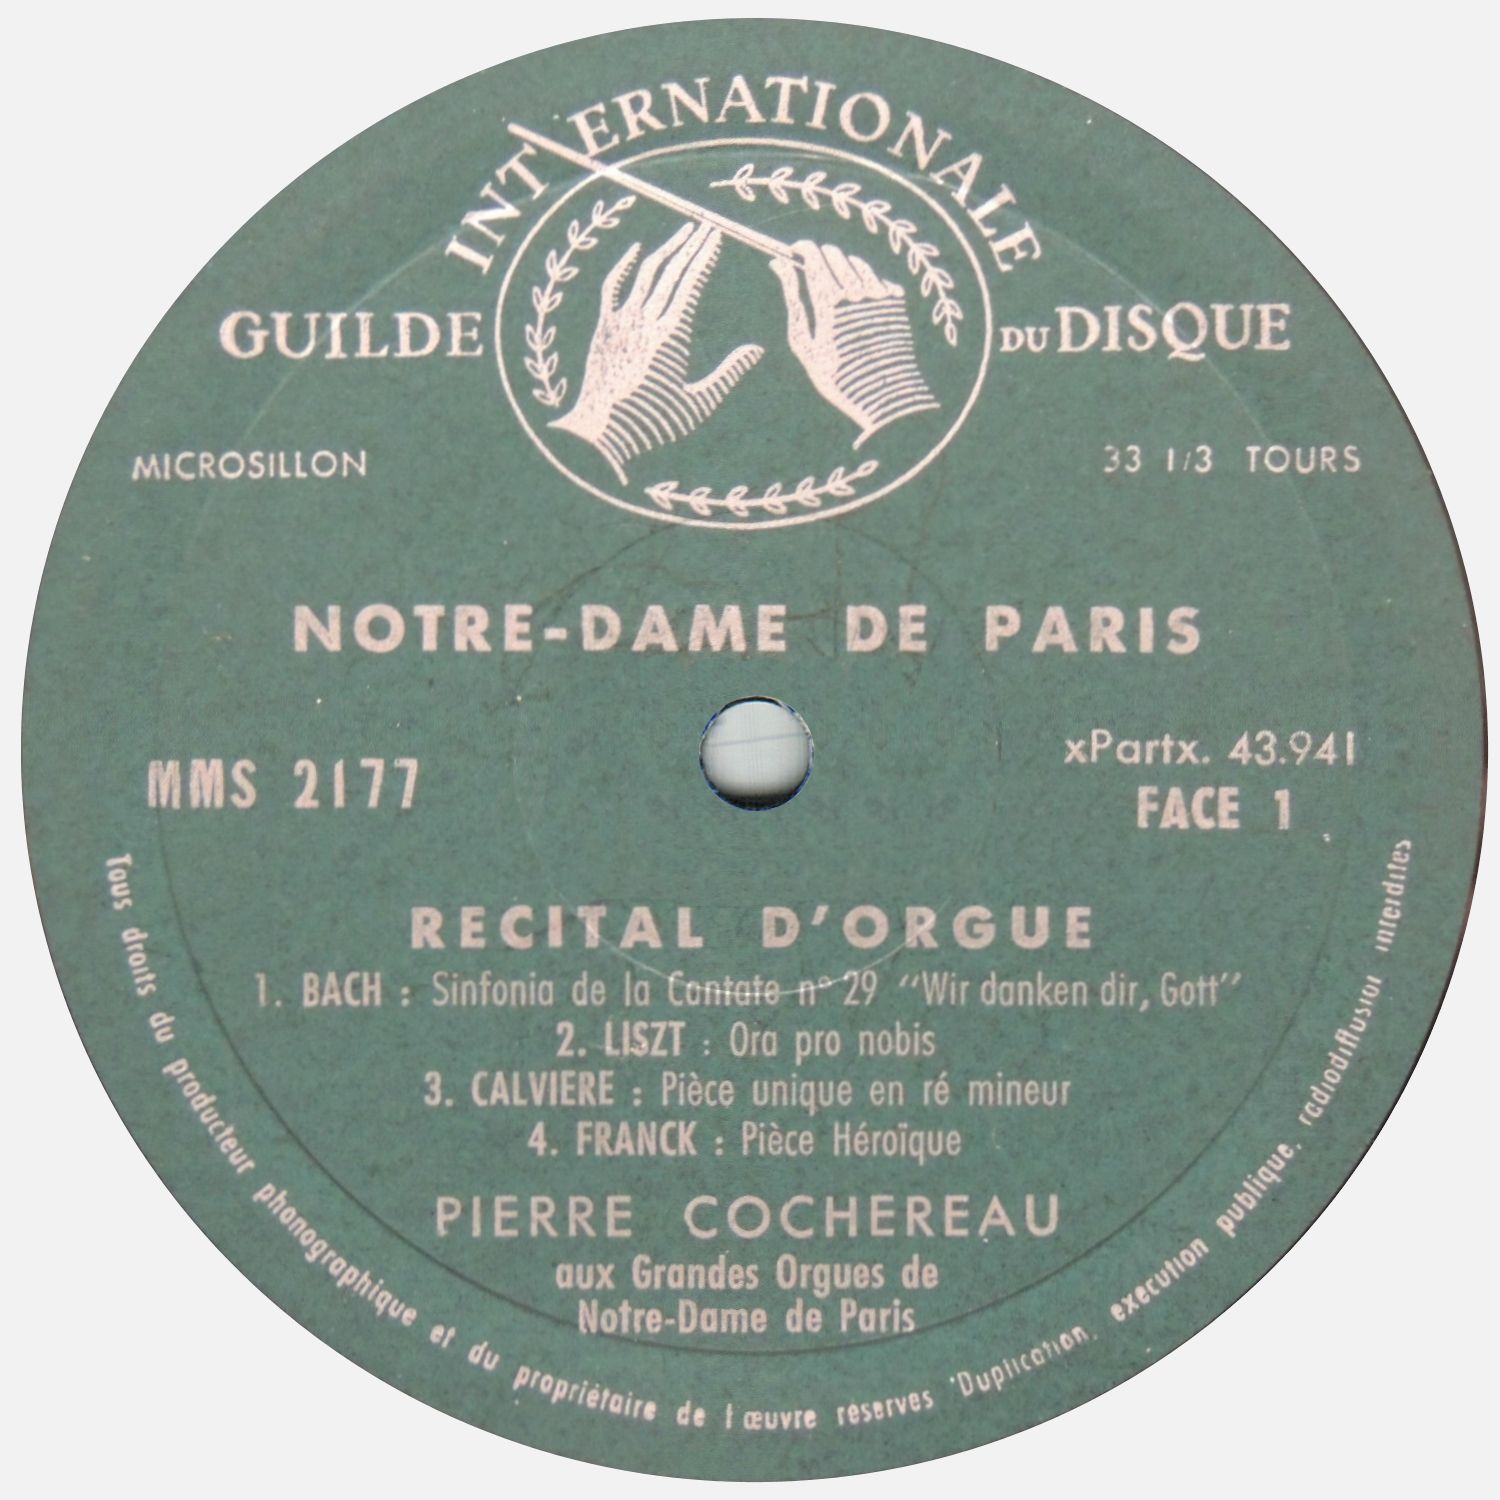 INTERNATIONALE
GUILDE DU DISQUE
MICROSILLON
33 1/3 TOURS
NOTRE-DAME DE PARIS
MMS 2177
xPartx. 43.941
FACE 1
RECITAL D'ORGUE
1. BACH : Sinfonia de la Cantate n° 29 "Wir danken dir, Gott"
2. LISZT : Ora pro nobis
3. CALVIERE : Pièce unique en ré mineur
4. FRANCK : Pièce Héroïque
PIERRE COCHEREAU
aux Grandes Orgues de
Notre-Dame de Paris
Tous droits du producteur phonographique et du propriétaire de l œuvre réservés Duplication, execution publique, radiodiffusion interdites